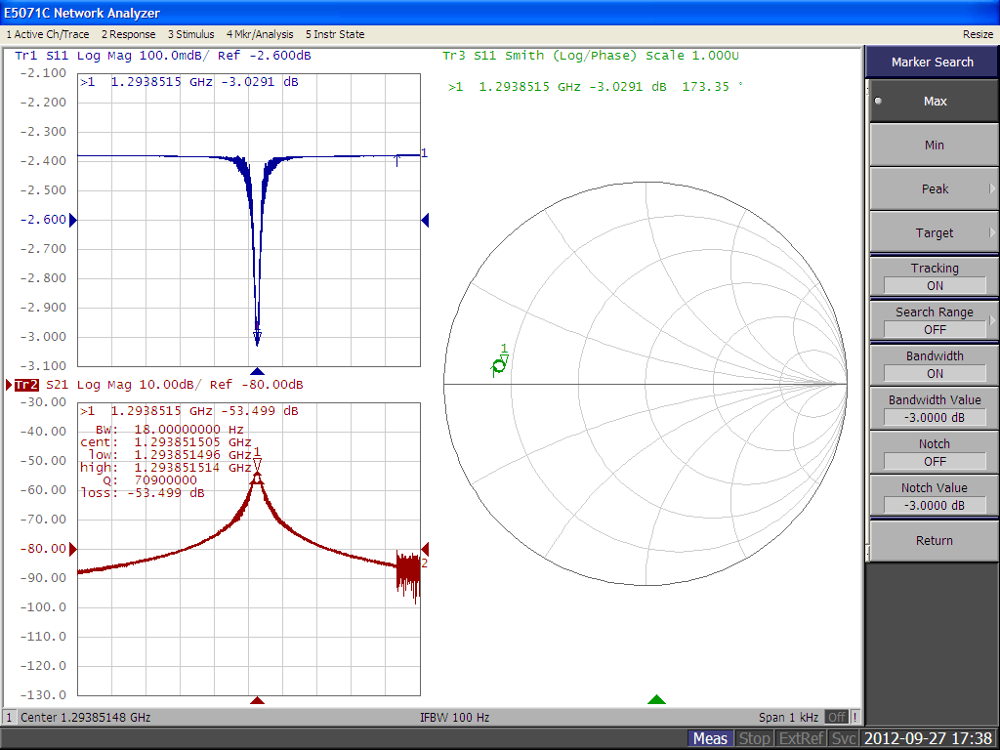 E5071C Network Analyzer
1 Active Ch/Trace 2 Response 3 Stimulus 4 Mkr/Analysis 5 Instr State Resize
Tr1 S11 Log Mag 100.0mdB/ Ref -2.600dB
-2.100
>1 1.2938515 GHz -3.0291 dB
-2.200
-2.300
-2.400
1
-2.500
-2.600
-2.700
-2.800
-2.900
-3.000
-3.100
Tr2 S21 Log Mag 10.00dB/ Ref -80.00dB
-30.00
>1 1.2938515 GHz -53.499 dB
BW: 18.00000000 Hz
-40.00
cent: 1.293851505 GHz
low: 1.293851496 GHz
1
-50.00
high: 1.293851514 GHz
Q: 70900000
loss: -53.499 dB
-60.00
-70.00
-80.00
2
-90.00
-100.0
-110.0
-120.0
-130.0
Tr3 S11 Smith (Log/Phase) Scale 1.000U
>1 1.2938515 GHz -3.0291 dB 173.35 °
1
Marker Search
Max
Min
Peak
Target
Tracking
ON
Search Range
OFF
Bandwidth
ON
Bandwidth Value
-3.0000 dB
Notch
OFF
Notch Value
-3.0000 dB
Return
1 Center 1.29385148 GHz IFBW 100 Hz Span 1 kHz Off !
Meas Stop ExtRef Svc 2012-09-27 17:38